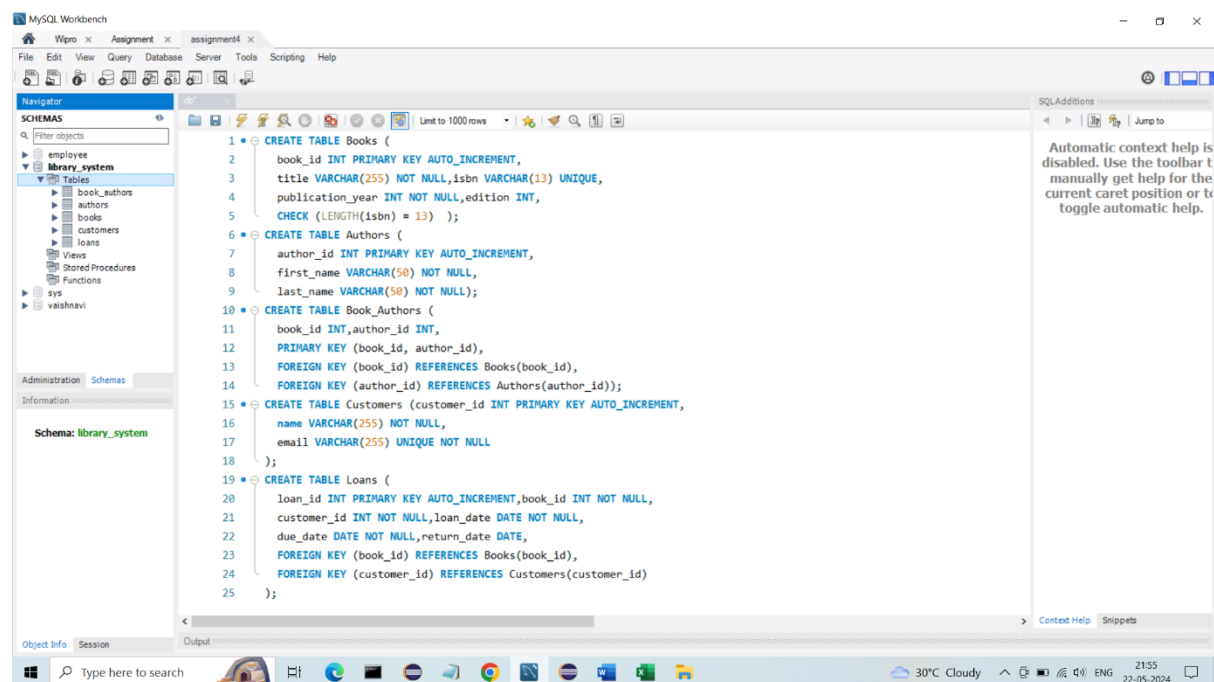 MySQL Workbench
Wipro × Assignment × assignment4 ×
File Edit View Query Database Server Tools Scripting Help
Navigator
SCHEMAS
Filter objects
employee
library_system
Tables
book_authors
authors
books
customers
loans
Views
Stored Procedures
Functions
sys
vaishnavi
Administration Schemas
Information
Schema: library_system
Object Info Session
db* ×
Limit to 1000 rows
1 CREATE TABLE Books (
2 book_id INT PRIMARY KEY AUTO_INCREMENT,
3 title VARCHAR(255) NOT NULL,isbn VARCHAR(13) UNIQUE,
4 publication_year INT NOT NULL,edition INT,
5 CHECK (LENGTH(isbn) = 13) );
6 CREATE TABLE Authors (
7 author_id INT PRIMARY KEY AUTO_INCREMENT,
8 first_name VARCHAR(50) NOT NULL,
9 last_name VARCHAR(50) NOT NULL);
10 CREATE TABLE Book_Authors (
11 book_id INT,author_id INT,
12 PRIMARY KEY (book_id, author_id),
13 FOREIGN KEY (book_id) REFERENCES Books(book_id),
14 FOREIGN KEY (author_id) REFERENCES Authors(author_id));
15 CREATE TABLE Customers (customer_id INT PRIMARY KEY AUTO_INCREMENT,
16 name VARCHAR(255) NOT NULL,
17 email VARCHAR(255) UNIQUE NOT NULL
18 );
19 CREATE TABLE Loans (
20 loan_id INT PRIMARY KEY AUTO_INCREMENT,book_id INT NOT NULL,
21 customer_id INT NOT NULL,loan_date DATE NOT NULL,
22 due_date DATE NOT NULL,return_date DATE,
23 FOREIGN KEY (book_id) REFERENCES Books(book_id),
24 FOREIGN KEY (customer_id) REFERENCES Customers(customer_id)
25 );
Output
SQLAdditions
Jump to
Automatic context help is
disabled. Use the toolbar t
manually get help for the
current caret position or to
toggle automatic help.
Context Help Snippets
Type here to search
30°C Cloudy
ENG
21:55
22-05-2024